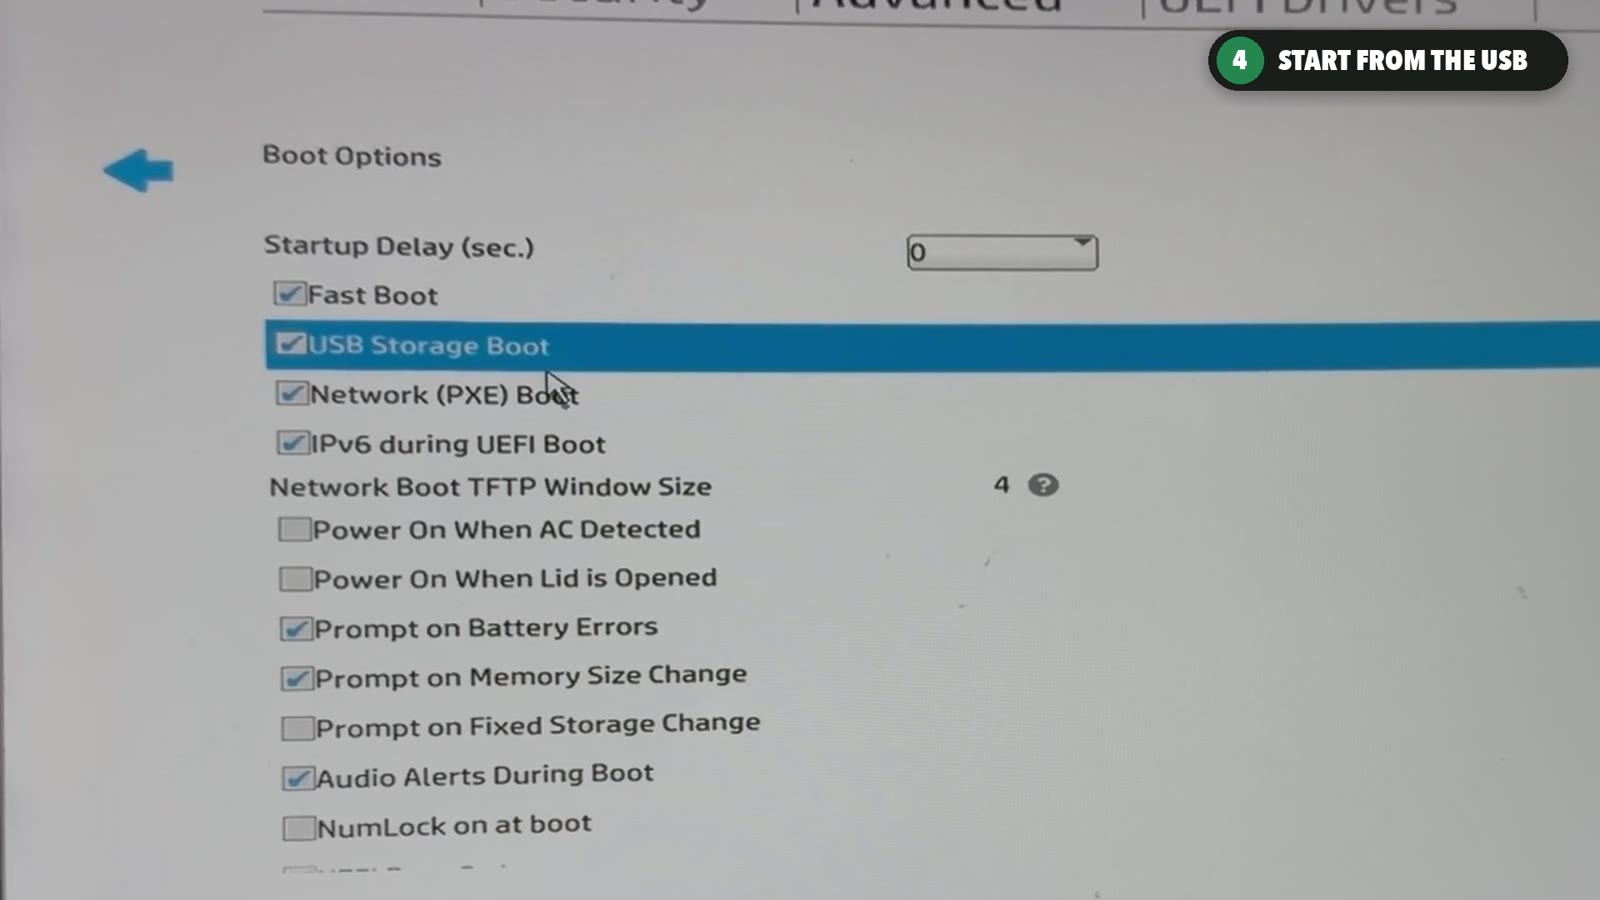 Advanced
UEFI Drivers
4 START FROM THE USB
Boot Options
Startup Delay (sec.)
0
Fast Boot
USB Storage Boot
Network (PXE) Boot
IPv6 during UEFI Boot
Network Boot TFTP Window Size
4 ?
Power On When AC Detected
Power On When Lid is Opened
Prompt on Battery Errors
Prompt on Memory Size Change
Prompt on Fixed Storage Change
Audio Alerts During Boot
NumLock on at boot